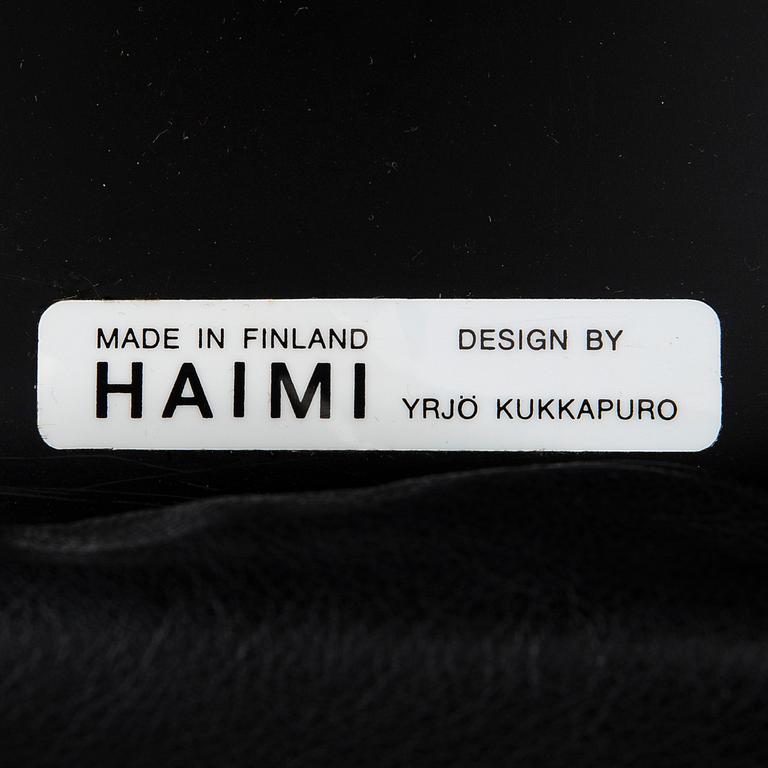 MADE IN FINLAND
HAIMI
DESIGN BY
YRJÖ KUKKAPURO